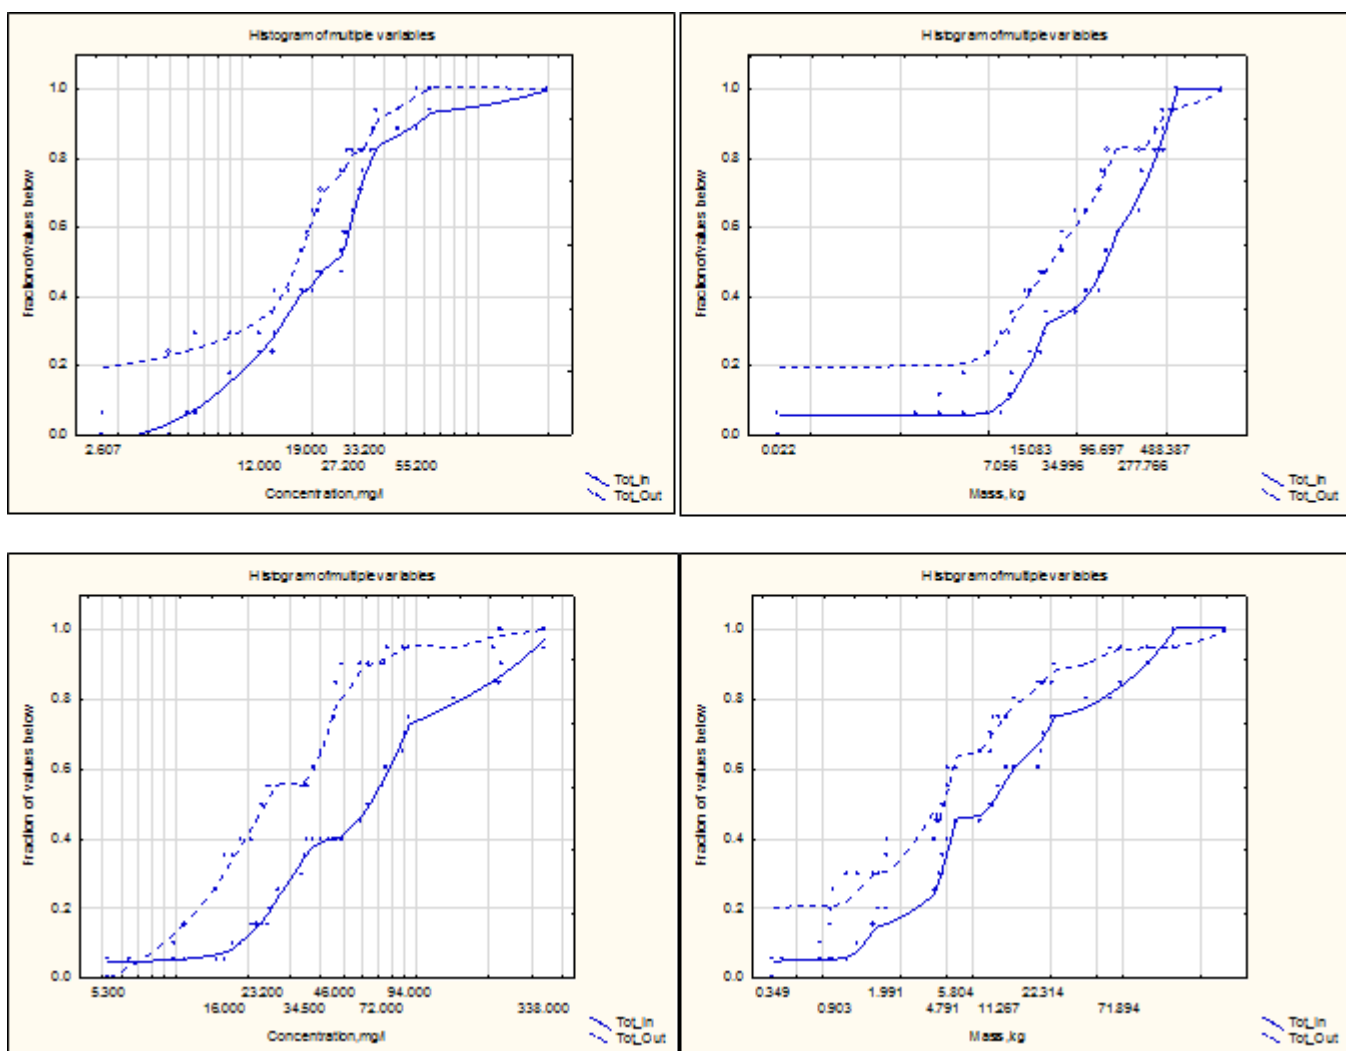 Histogram of multiple variables
Fraction of values below
1.0
0.8
0.6
0.4
0.2
0.0
2.607 19.000 33.200
12.000 27.200 55.200
Concentration, mg/l
Tot_In
Tot_Out
Histogram of multiple variables
Fraction of values below
1.0
0.8
0.6
0.4
0.2
0.0
0.022 15.083 96.697 488.387
7.056 34.996 277.766
Mass, kg
Tot_In
Tot_Out
Histogram of multiple variables
Fraction of values below
1.0
0.8
0.6
0.4
0.2
0.0
5.300 23.200 46.000 94.000
16.000 34.500 72.000 338.000
Concentration, mg/l
Tot_In
Tot_Out
Histogram of multiple variables
Fraction of values below
1.0
0.8
0.6
0.4
0.2
0.0
0.349 1.991 5.804 22.314
0.903 4.791 11.267 71.894
Mass, kg
Tot_In
Tot_Out